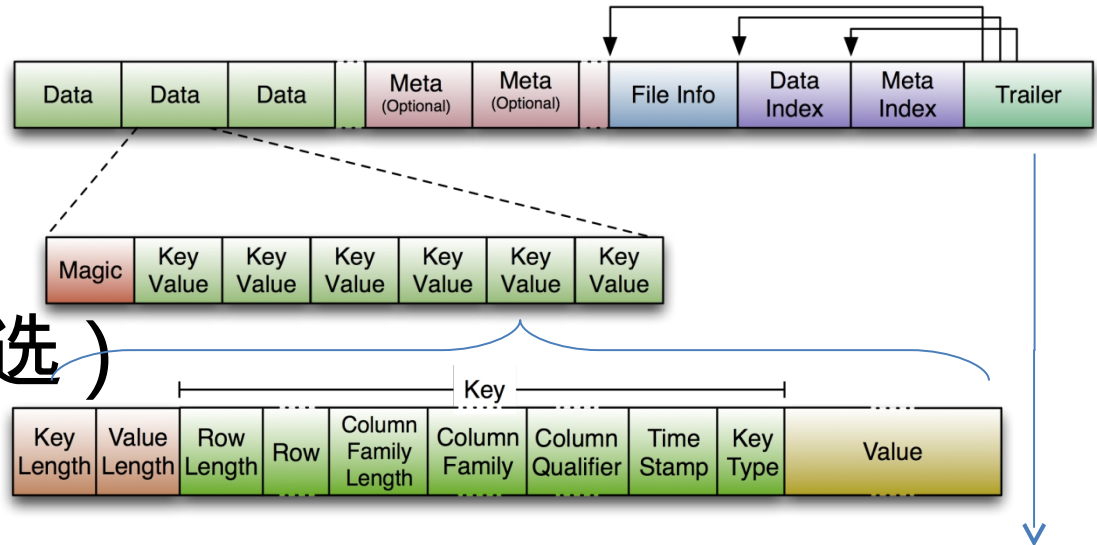 Data
Data
Data
Meta
(Optional)
Meta
(Optional)
File Info
Data
Index
Meta
Index
Trailer
Magic
Key
Value
Key
Value
Key
Value
Key
Value
Key
Value
Key
Value
选）
Key
Key
Length
Value
Length
Row
Length
Row
Column
Family
Length
Column
Family
Column
Qualifier
Time
Stamp
Key
Type
Value